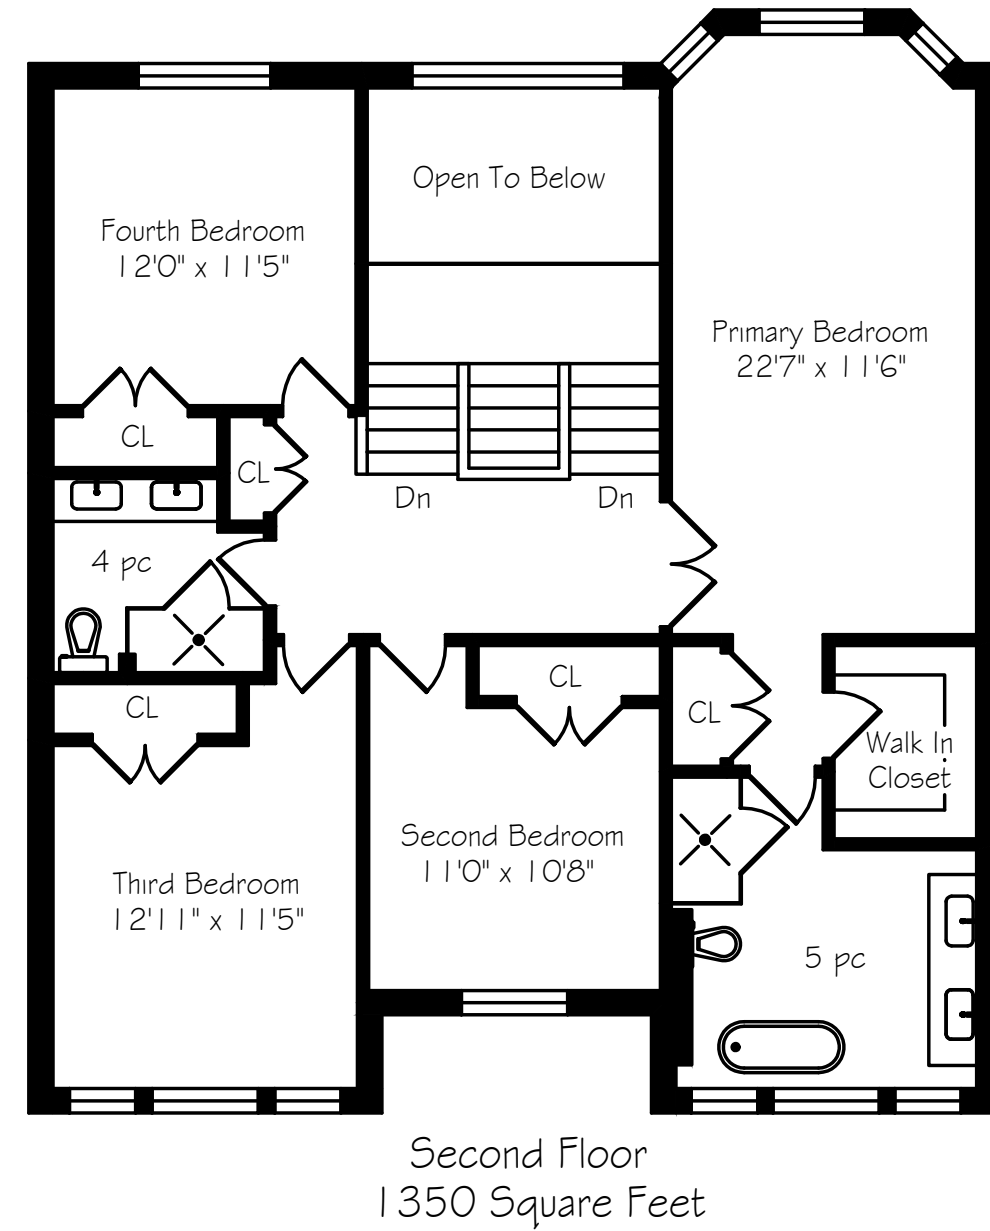 Open To Below
Fourth Bedroom
12'0" x 11'5"
Primary Bedroom
22'7" x 11'6"
CL
CL
Dn
Dn
4 pc
CL
CL
CL
Walk In
Closet
Second Bedroom
11'0" x 10'8"
Third Bedroom
12'11" x 11'5"
5 pc
Second Floor
1350 Square Feet